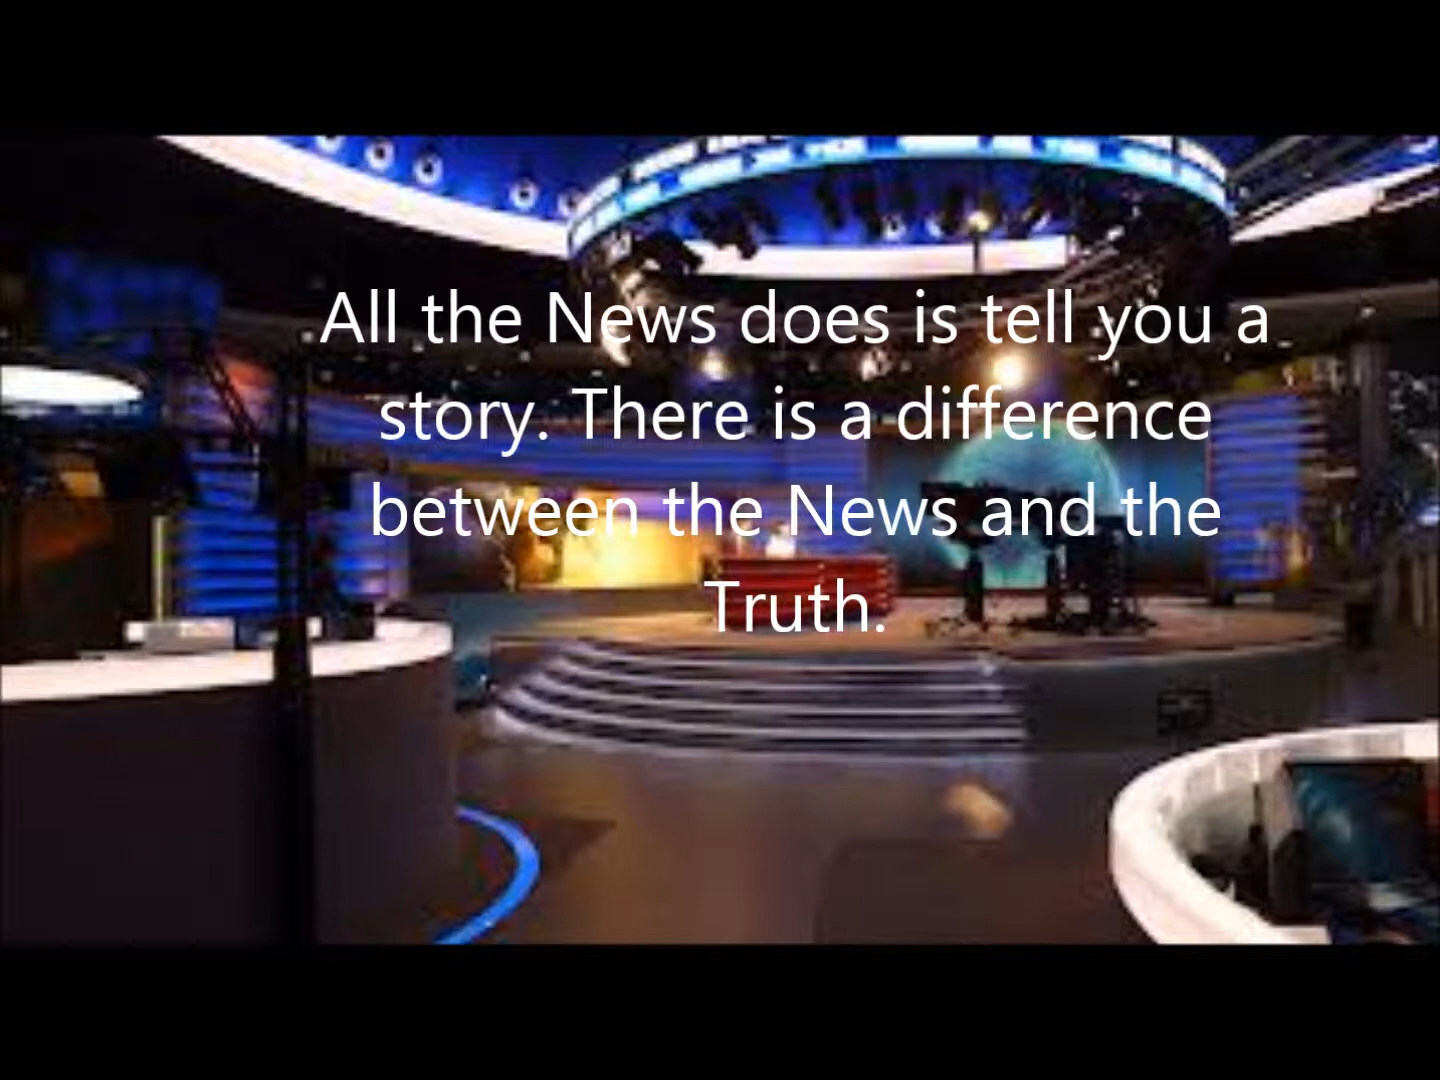 All the News does is tell you a
story. There is a difference
between the News and the
Truth.